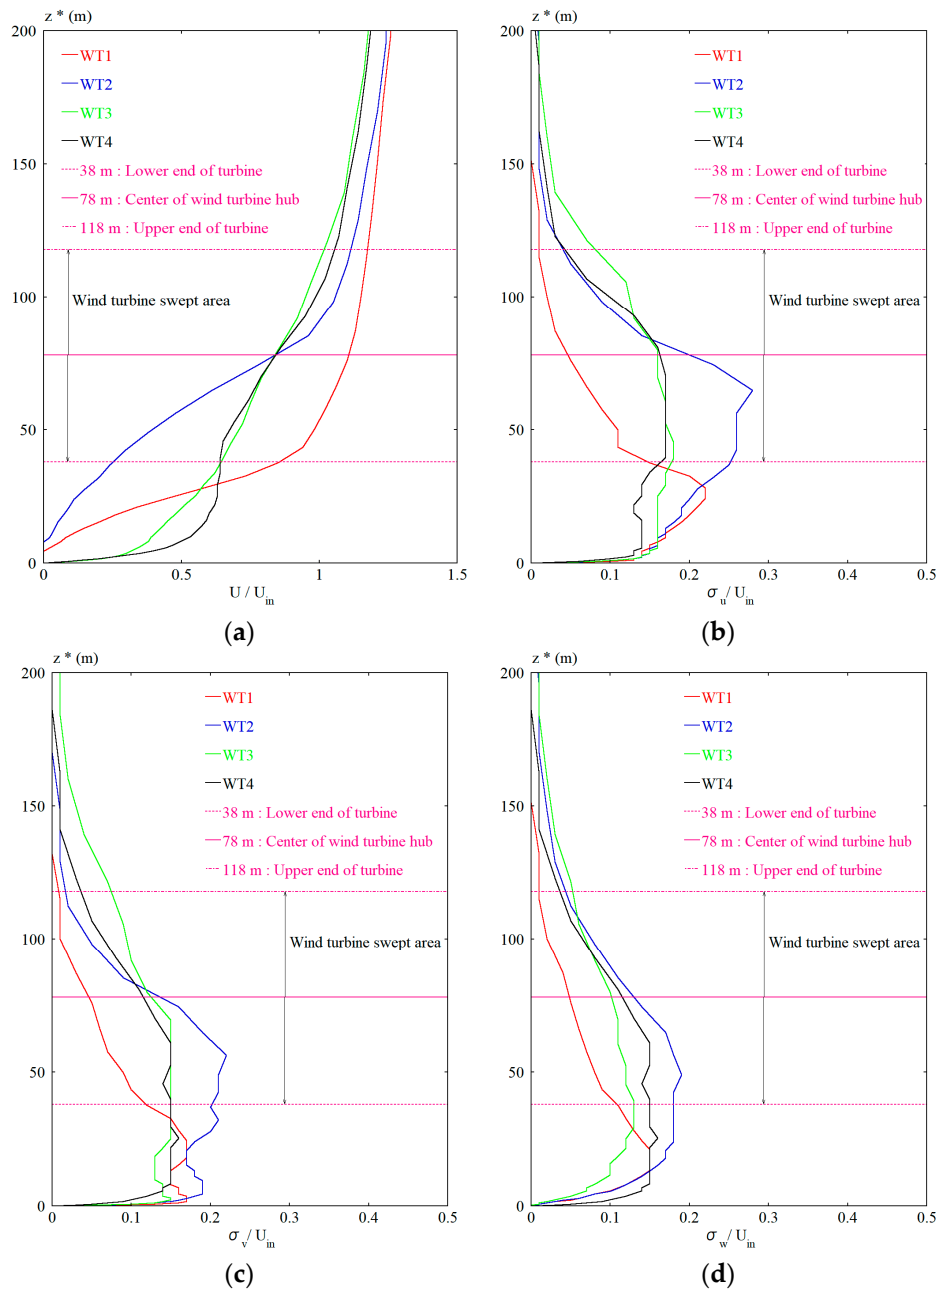 z * (m)
200
150
100
50
0
WT1
WT2
WT3
WT4
38 m : Lower end of turbine
78 m : Center of wind turbine hub
118 m : Upper end of turbine
Wind turbine swept area
0
0.5
1
1.5
U / U_in
(a)
z * (m)
200
150
100
50
0
WT1
WT2
WT3
WT4
38 m : Lower end of turbine
78 m : Center of wind turbine hub
118 m : Upper end of turbine
Wind turbine swept area
0
0.1
0.2
0.3
0.4
0.5
σ_u / U_in
(b)
z * (m)
200
150
100
50
0
WT1
WT2
WT3
WT4
38 m : Lower end of turbine
78 m : Center of wind turbine hub
118 m : Upper end of turbine
Wind turbine swept area
0
0.1
0.2
0.3
0.4
0.5
σ_v / U_in
(c)
z * (m)
200
150
100
50
0
WT1
WT2
WT3
WT4
38 m : Lower end of turbine
78 m : Center of wind turbine hub
118 m : Upper end of turbine
Wind turbine swept area
0
0.1
0.2
0.3
0.4
0.5
σ_w / U_in
(d)